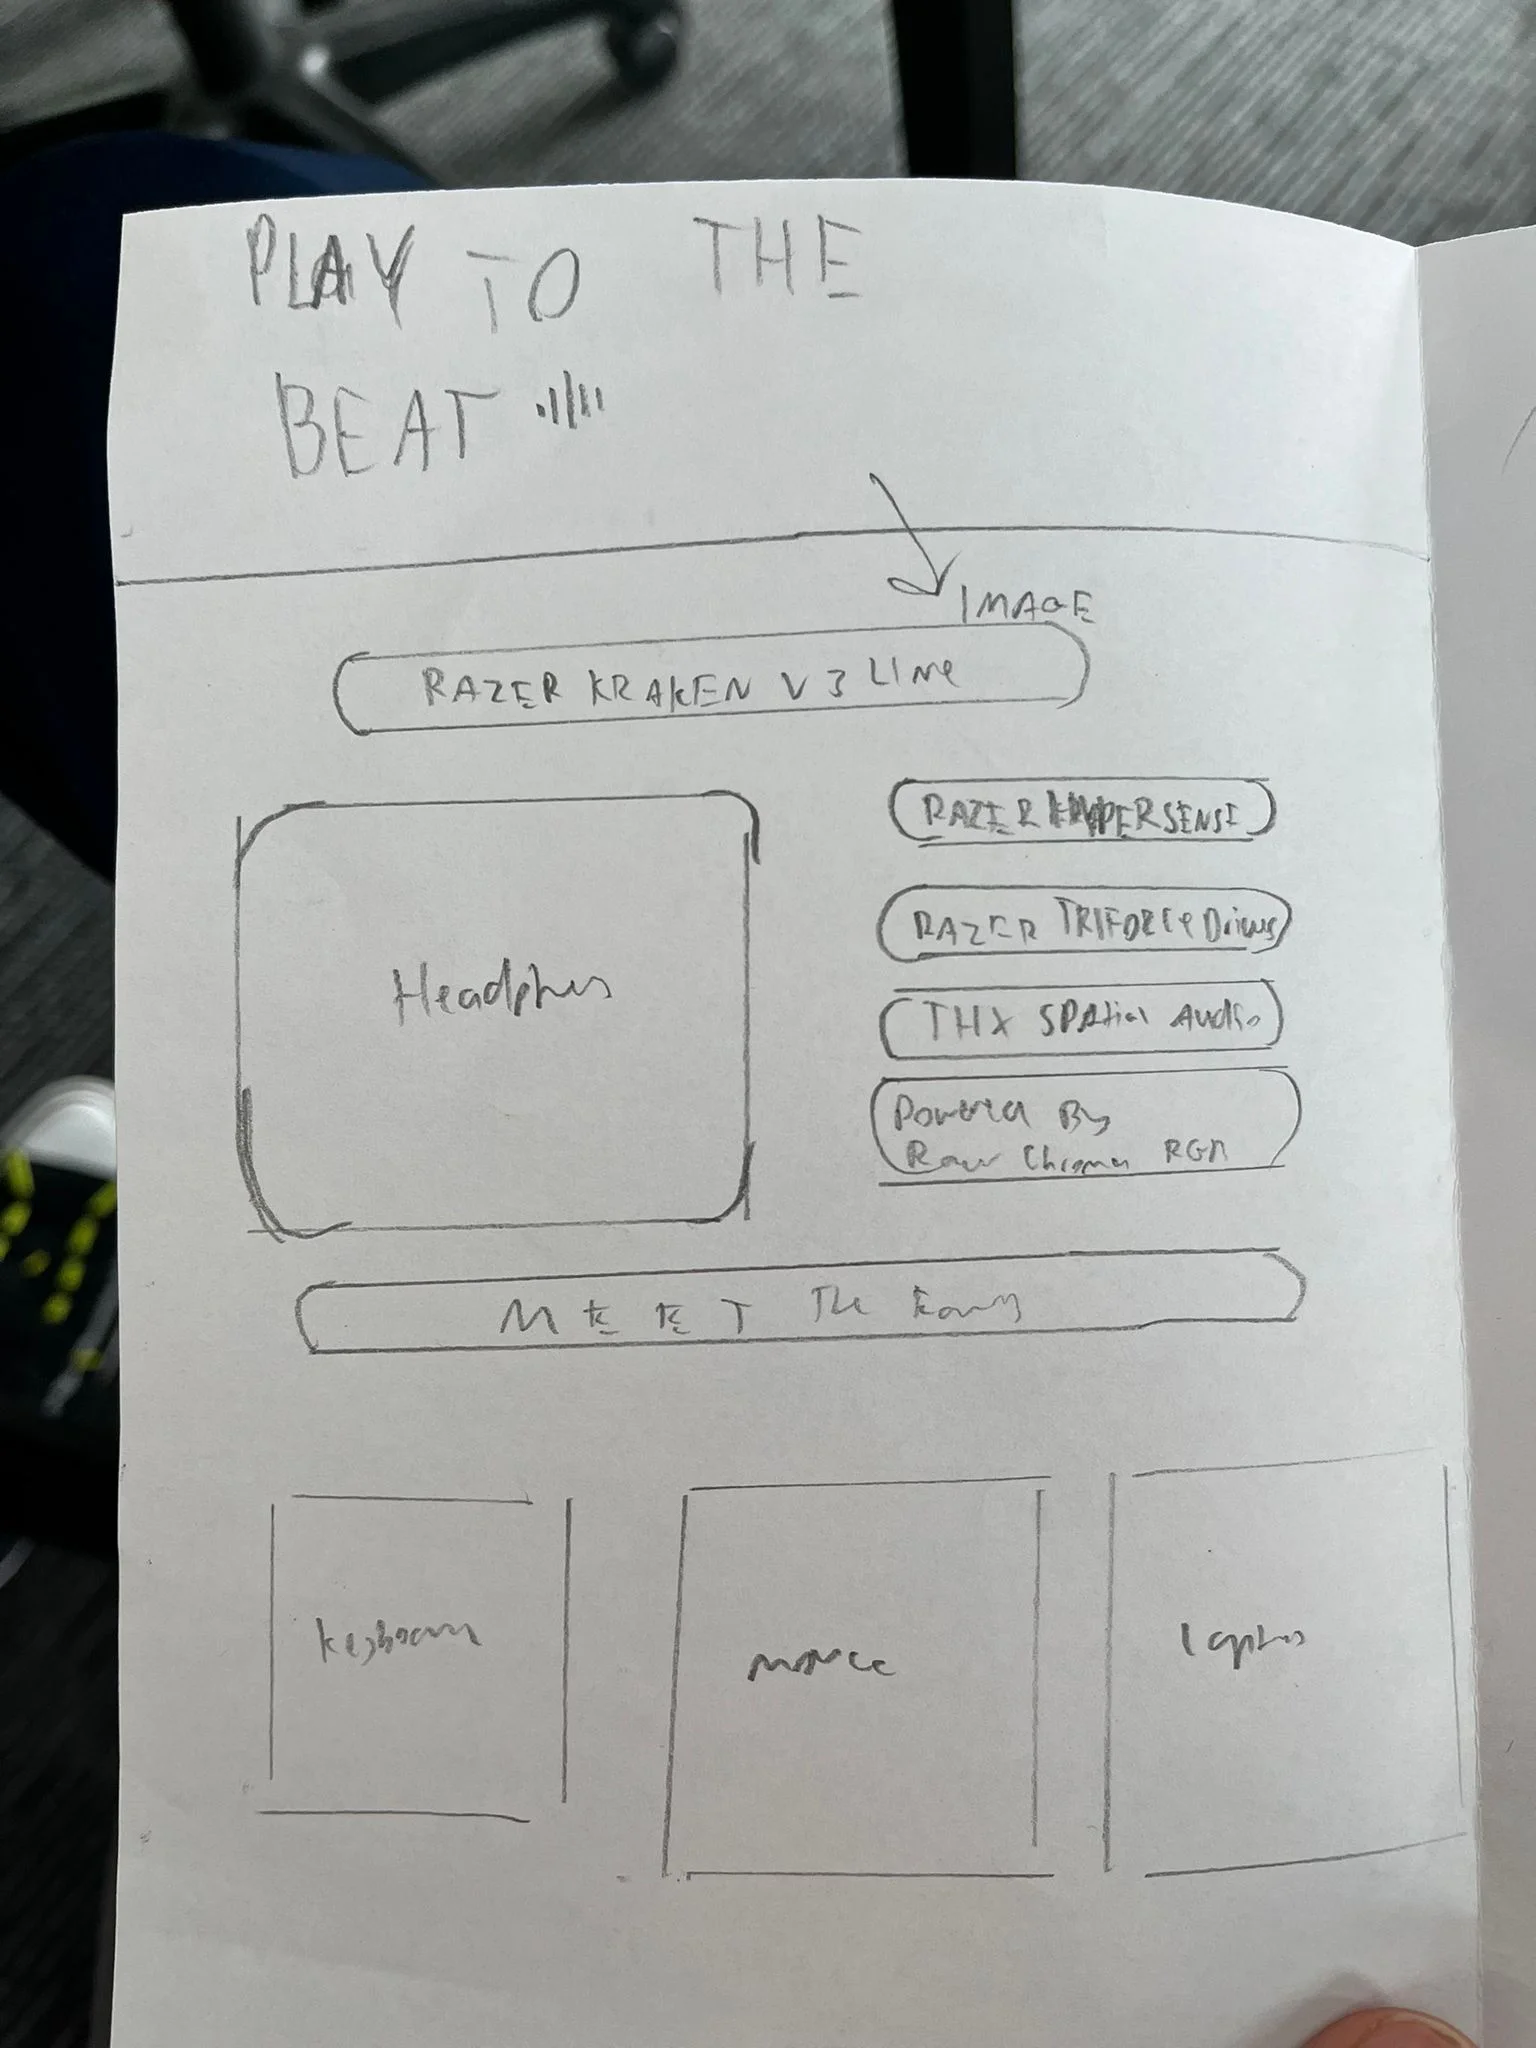 PLAY TO THE
BEAT
IMAGE
RAZER KRAKEN V3 LINE
Headphns
RAZER HYPERSENSE
RAZER TRIFORCE Drivers
THX SPAtial Audio
Powered By
Razer Chroma RGB
MEET The Family
keyboard
mouse
laptops